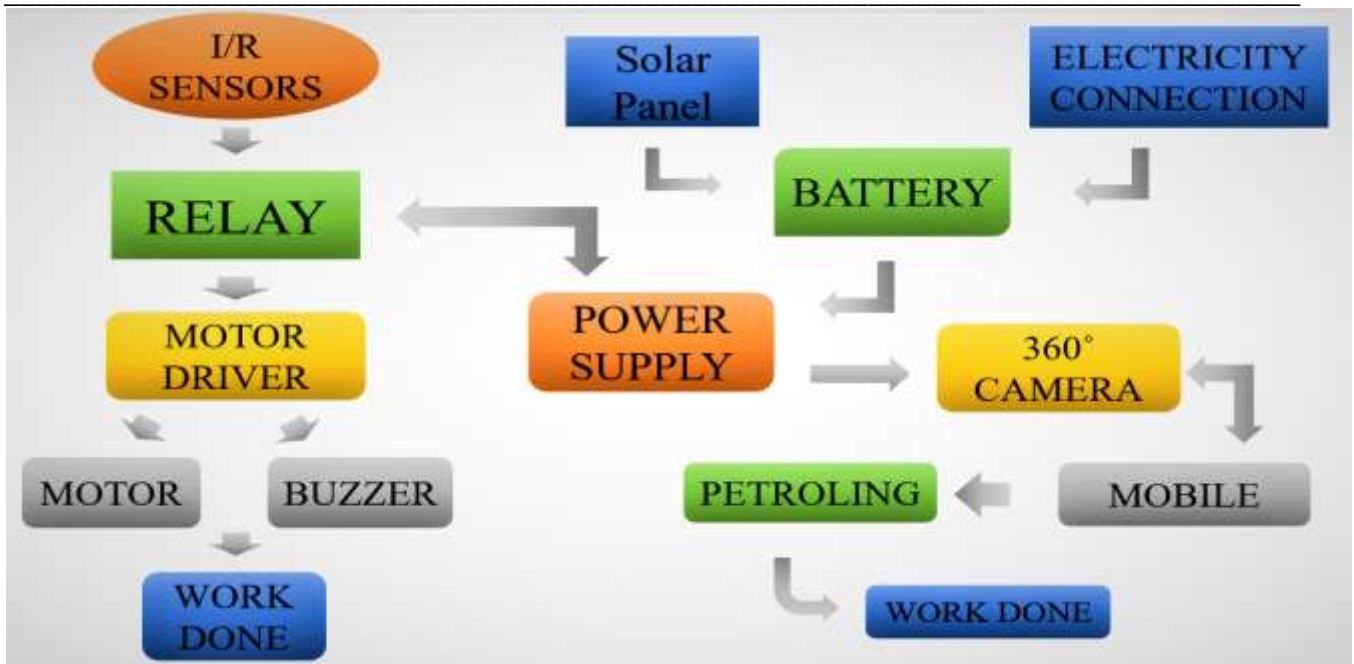 I/R
SENSORS
Solar
Panel
ELECTRICITY
CONNECTION
RELAY
BATTERY
MOTOR
DRIVER
POWER
SUPPLY
360°
CAMERA
MOTOR
BUZZER
PETROLING
MOBILE
WORK
DONE
WORK DONE